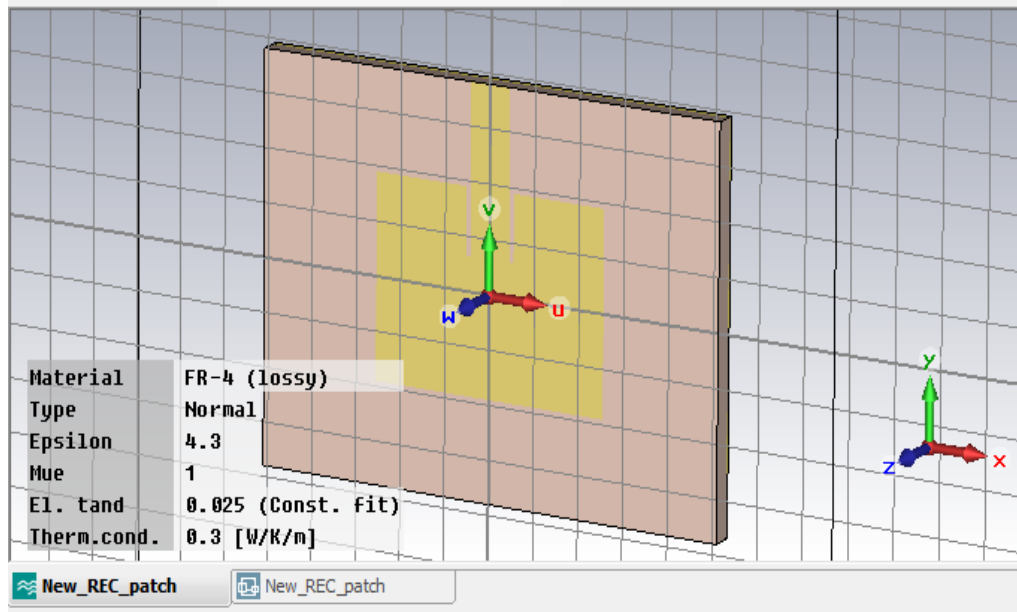 V
W
U
Y
Z
X
Material FR-4 (lossy)
Type Normal
Epsilon 4.3
Mue 1
El. tand 0.025 (Const. fit)
Therm.cond. 0.3 [W/K/m]
New_REC_patch New_REC_patch